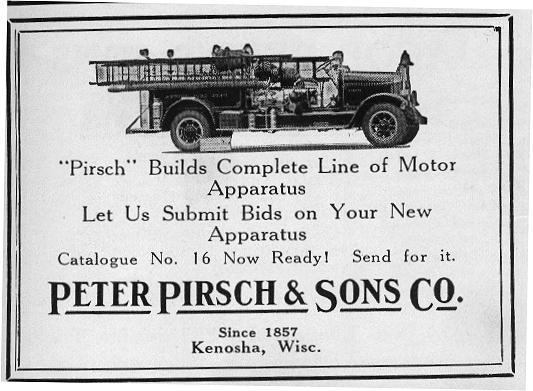 "Pirsch" Builds Complete Line of Motor
Apparatus
Let Us Submit Bids on Your New
Apparatus
Catalogue No. 16 Now Ready! Send for it.
PETER PIRSCH & SONS CO.
Since 1857
Kenosha, Wisc.